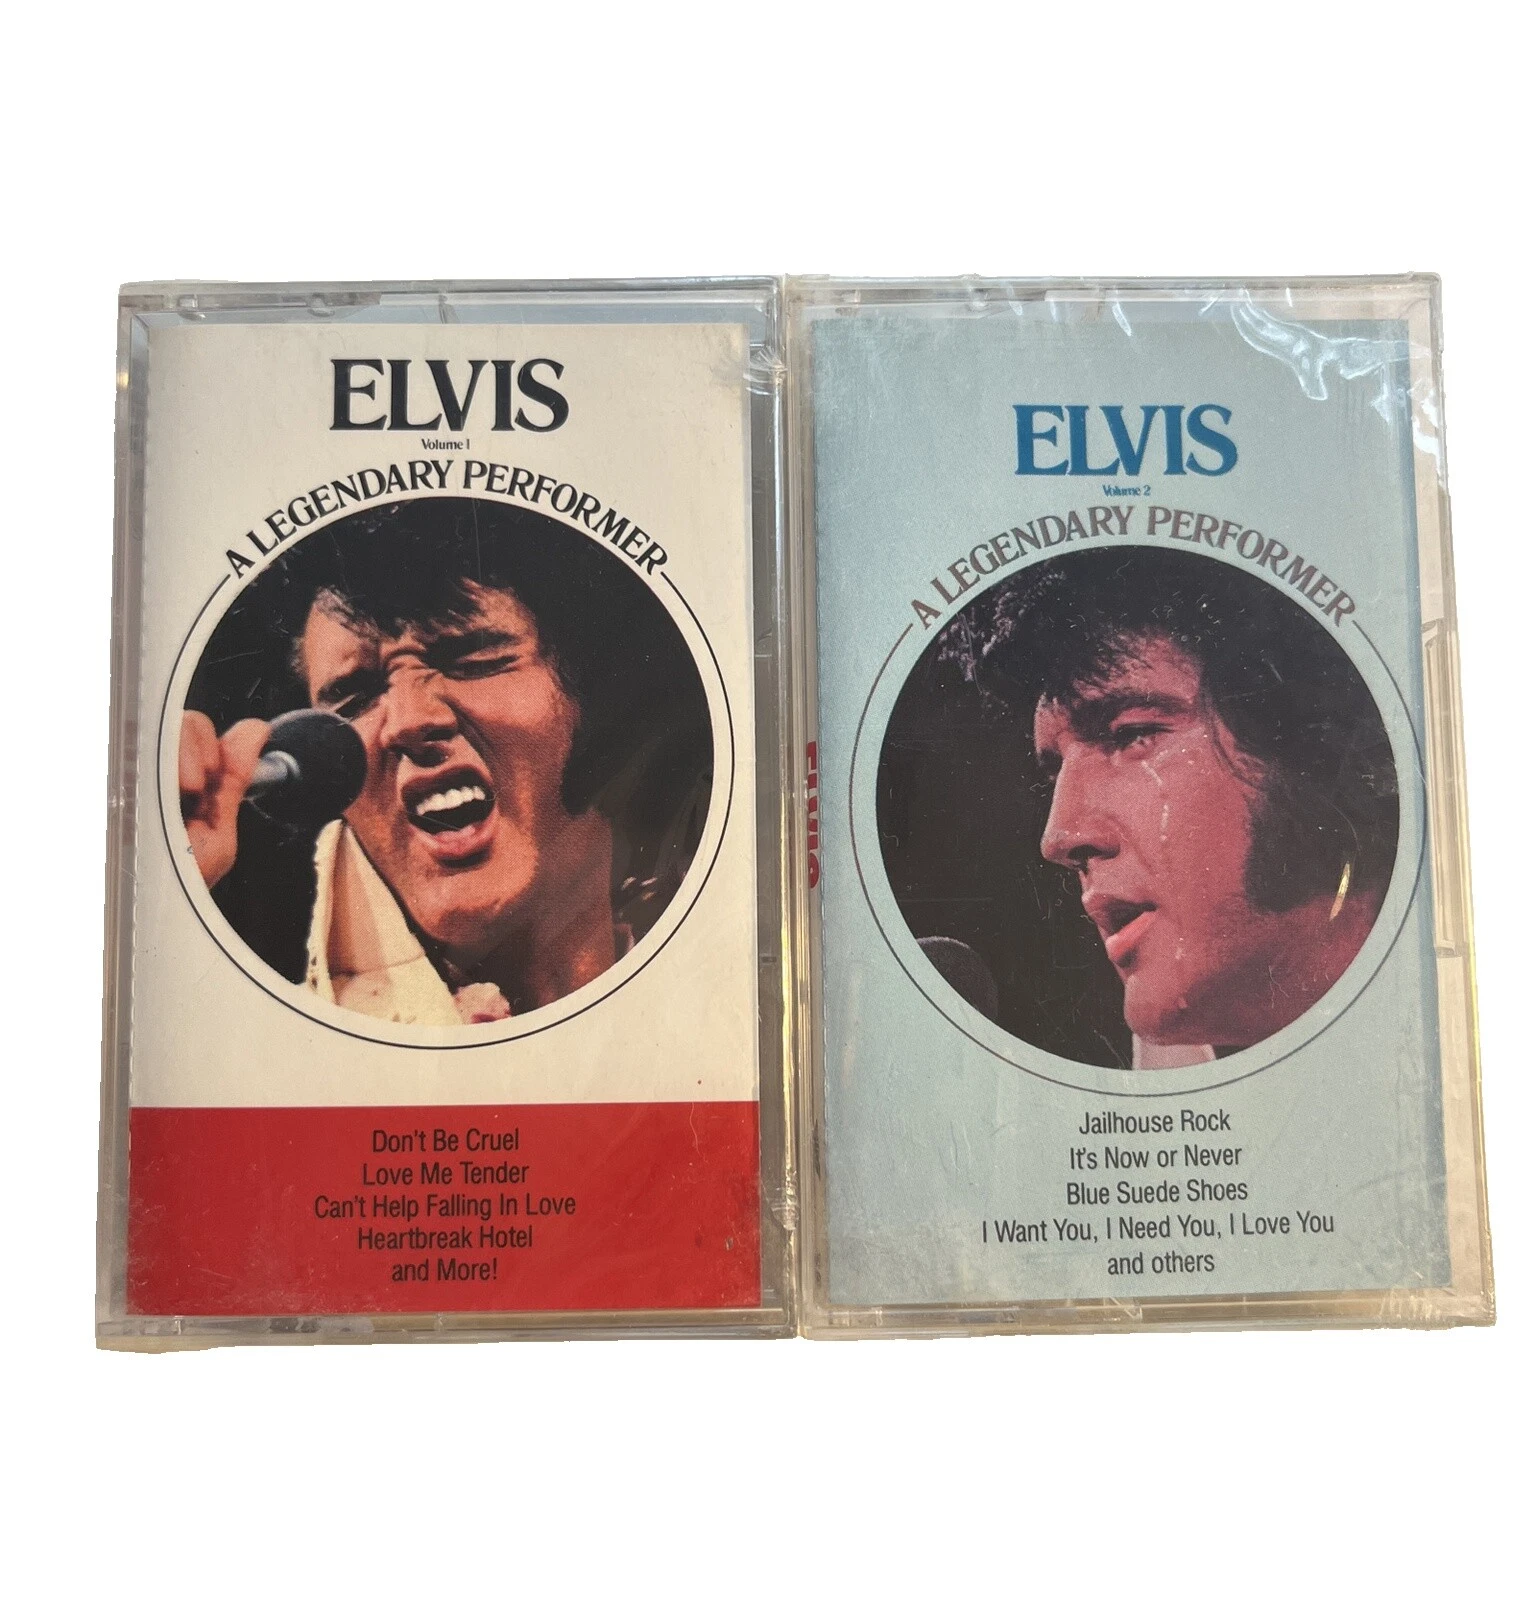 ELVIS
Volume 1
A LEGENDARY PERFORMER
Don't Be Cruel
Love Me Tender
Can't Help Falling In Love
Heartbreak Hotel
and More!
ELVIS
ELVIS
Volume 2
A LEGENDARY PERFORMER
Jailhouse Rock
It's Now or Never
Blue Suede Shoes
I Want You, I Need You, I Love You
and others